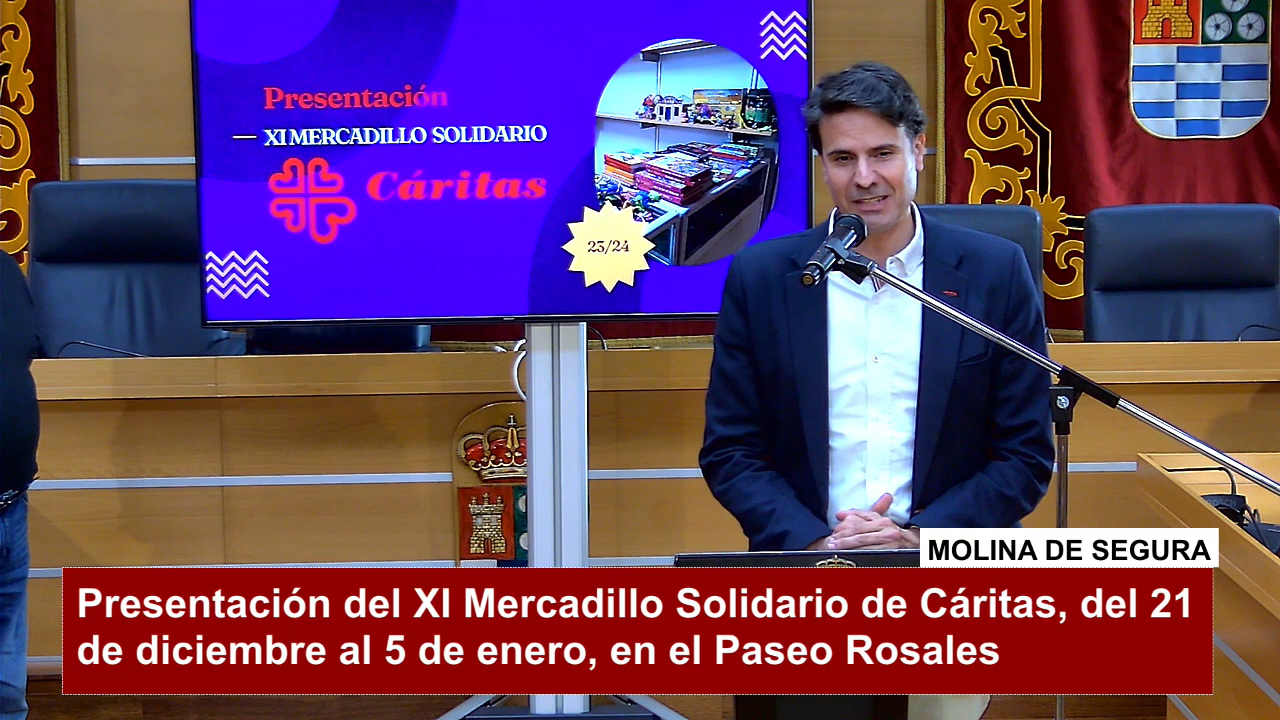 Presentación
XI MERCADILLO SOLIDARIO
Cáritas
23/24
MOLINA DE SEGURA
Presentación del XI Mercadillo Solidario de Cáritas, del 21
de diciembre al 5 de enero, en el Paseo Rosales